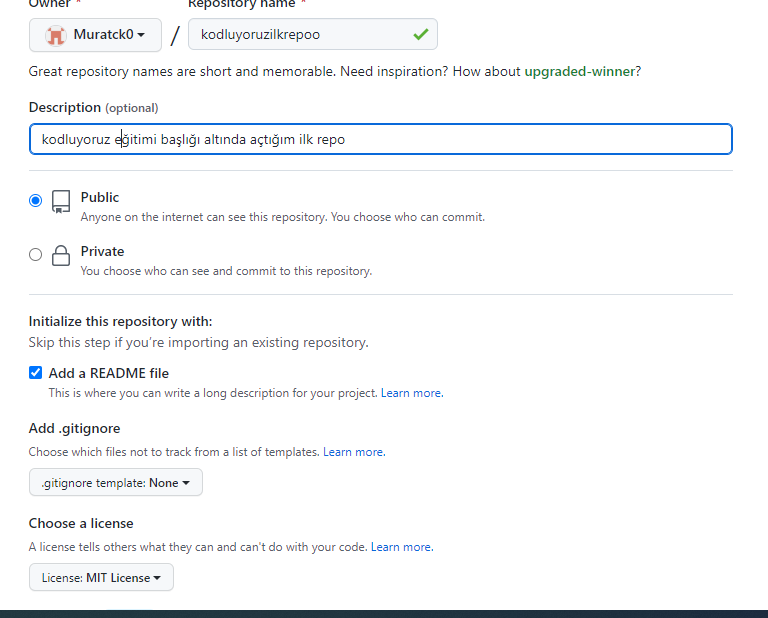 Owner * Repository name *
Muratck0 / kodluyoruzilkrepoo
Great repository names are short and memorable. Need inspiration? How about upgraded-winner?
Description (optional)
kodluyoruz eğitimi başlığı altında açtığım ilk repo
Public
Anyone on the internet can see this repository. You choose who can commit.
Private
You choose who can see and commit to this repository.
Initialize this repository with:
Skip this step if you’re importing an existing repository.
Add a README file
This is where you can write a long description for your project. Learn more.
Add .gitignore
Choose which files not to track from a list of templates. Learn more.
.gitignore template: None
Choose a license
A license tells others what they can and can't do with your code. Learn more.
License: MIT License